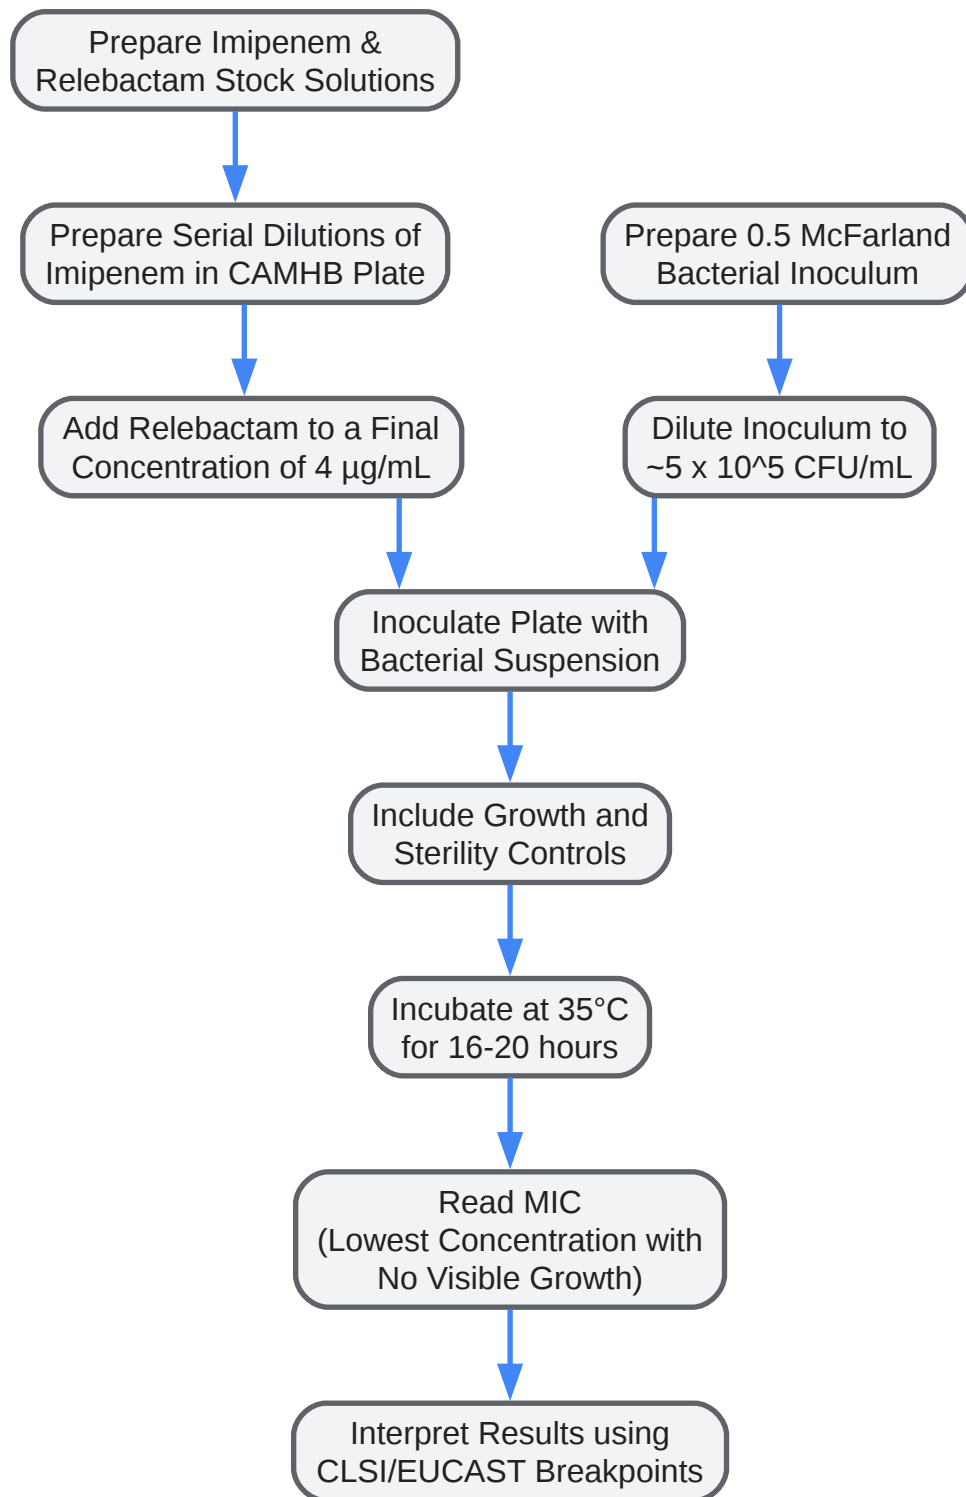 Prepare Imipenem &
Relebactam Stock Solutions
Prepare Serial Dilutions of
Imipenem in CAMHB Plate
Prepare 0.5 McFarland
Bacterial Inoculum
Add Relebactam to a Final
Concentration of 4 µg/mL
Dilute Inoculum to
~5 x 10^5 CFU/mL
Inoculate Plate with
Bacterial Suspension
Include Growth and
Sterility Controls
Incubate at 35°C
for 16-20 hours
Read MIC
(Lowest Concentration with
No Visible Growth)
Interpret Results using
CLSI/EUCAST Breakpoints